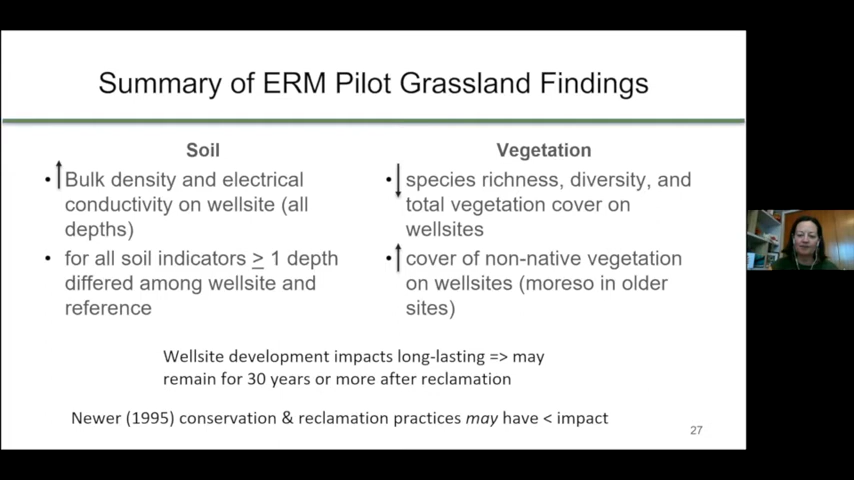 Summary of ERM Pilot Grassland Findings
Soil
• Bulk density and electrical
conductivity on wellsite (all
depths)
• for all soil indicators ≥ 1 depth
differed among wellsite and
reference
Vegetation
• species richness, diversity, and
total vegetation cover on
wellsites
• cover of non-native vegetation
on wellsites (moreso in older
sites)
Wellsite development impacts long-lasting => may
remain for 30 years or more after reclamation
Newer (1995) conservation & reclamation practices may have < impact
27